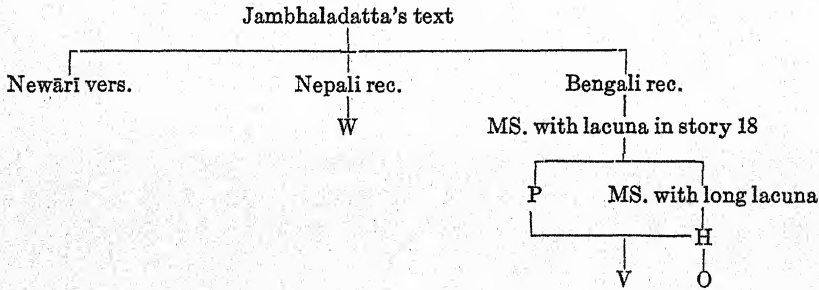 Jambhaladatta's text
Newārī vers. Nepali rec. Bengali rec.
W MS. with lacuna in story 18
P MS. with long lacuna
H
V O